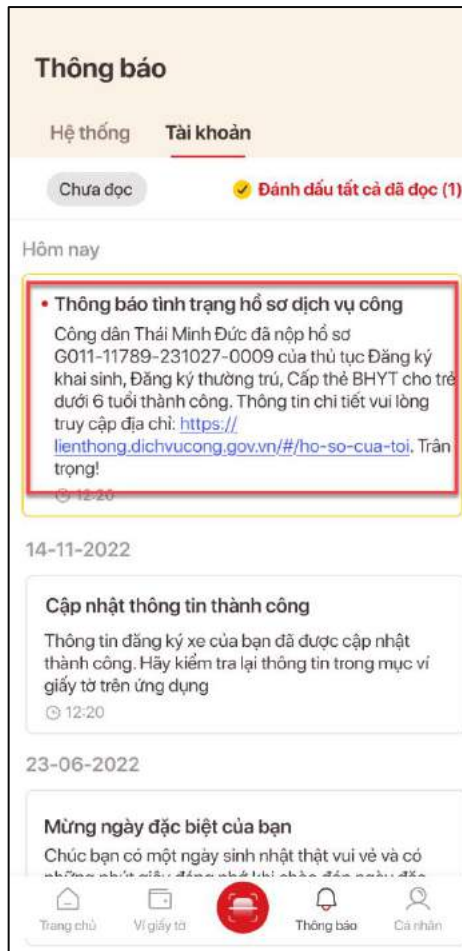 Thông báo
Hệ thống Tài khoản
Chưa đọc Đánh dấu tất cả đã đọc (1)
Hôm nay
Thông báo tình trạng hồ sơ dịch vụ công
Công dân Thái Minh Đức đã nộp hồ sơ
G011-11789-231027-0009 của thủ tục Đăng ký
khai sinh, Đăng ký thường trú, Cấp thẻ BHYT cho trẻ
dưới 6 tuổi thành công. Thông tin chi tiết vui lòng
truy cập địa chỉ: https://
lienthong.dichvucong.gov.vn/#/ho-so-cua-toi. Trân
trọng!
12:20
14-11-2022
Cập nhật thông tin thành công
Thông tin đăng ký xe của bạn đã được cập nhật
thành công. Hãy kiểm tra lại thông tin trong mục ví
giấy tờ trên ứng dụng
12:20
23-06-2022
Mừng ngày đặc biệt của bạn
Chúc bạn có một ngày sinh nhật thật vui vẻ và có
Trang chủ Ví giấy tờ Thông báo Cá nhân